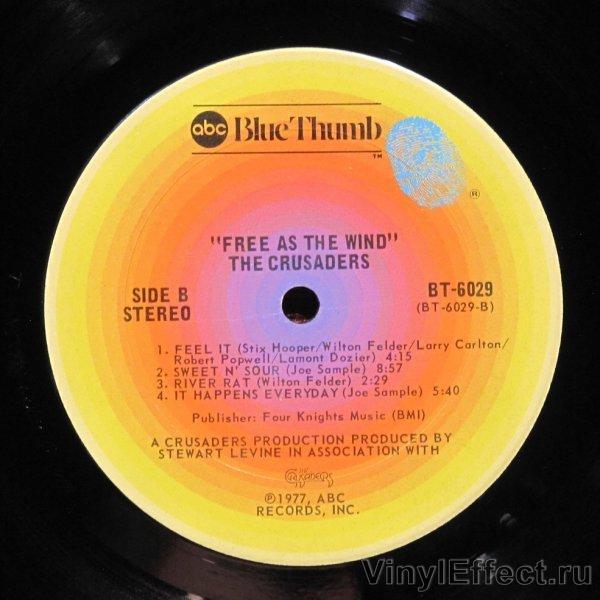 abc Blue Thumb
™
®
"FREE AS THE WIND"
THE CRUSADERS
SIDE B
STEREO
BT-6029
(BT-6029-B)
1. FEEL IT (Stix Hooper/Wilton Felder/Larry Carlton/
Robert Popwell/Lamont Dozier) 4:15
2. SWEET N' SOUR (Joe Sample) 8:57
3. RIVER RAT (Wilton Felder) 2:29
4. IT HAPPENS EVERYDAY (Joe Sample) 5:40
Publisher: Four Knights Music (BMI)
A CRUSADERS PRODUCTION PRODUCED BY
STEWART LEVINE IN ASSOCIATION WITH
THE
CRUSADERS
℗1977, ABC
RECORDS, INC.
VinylEffect.ru